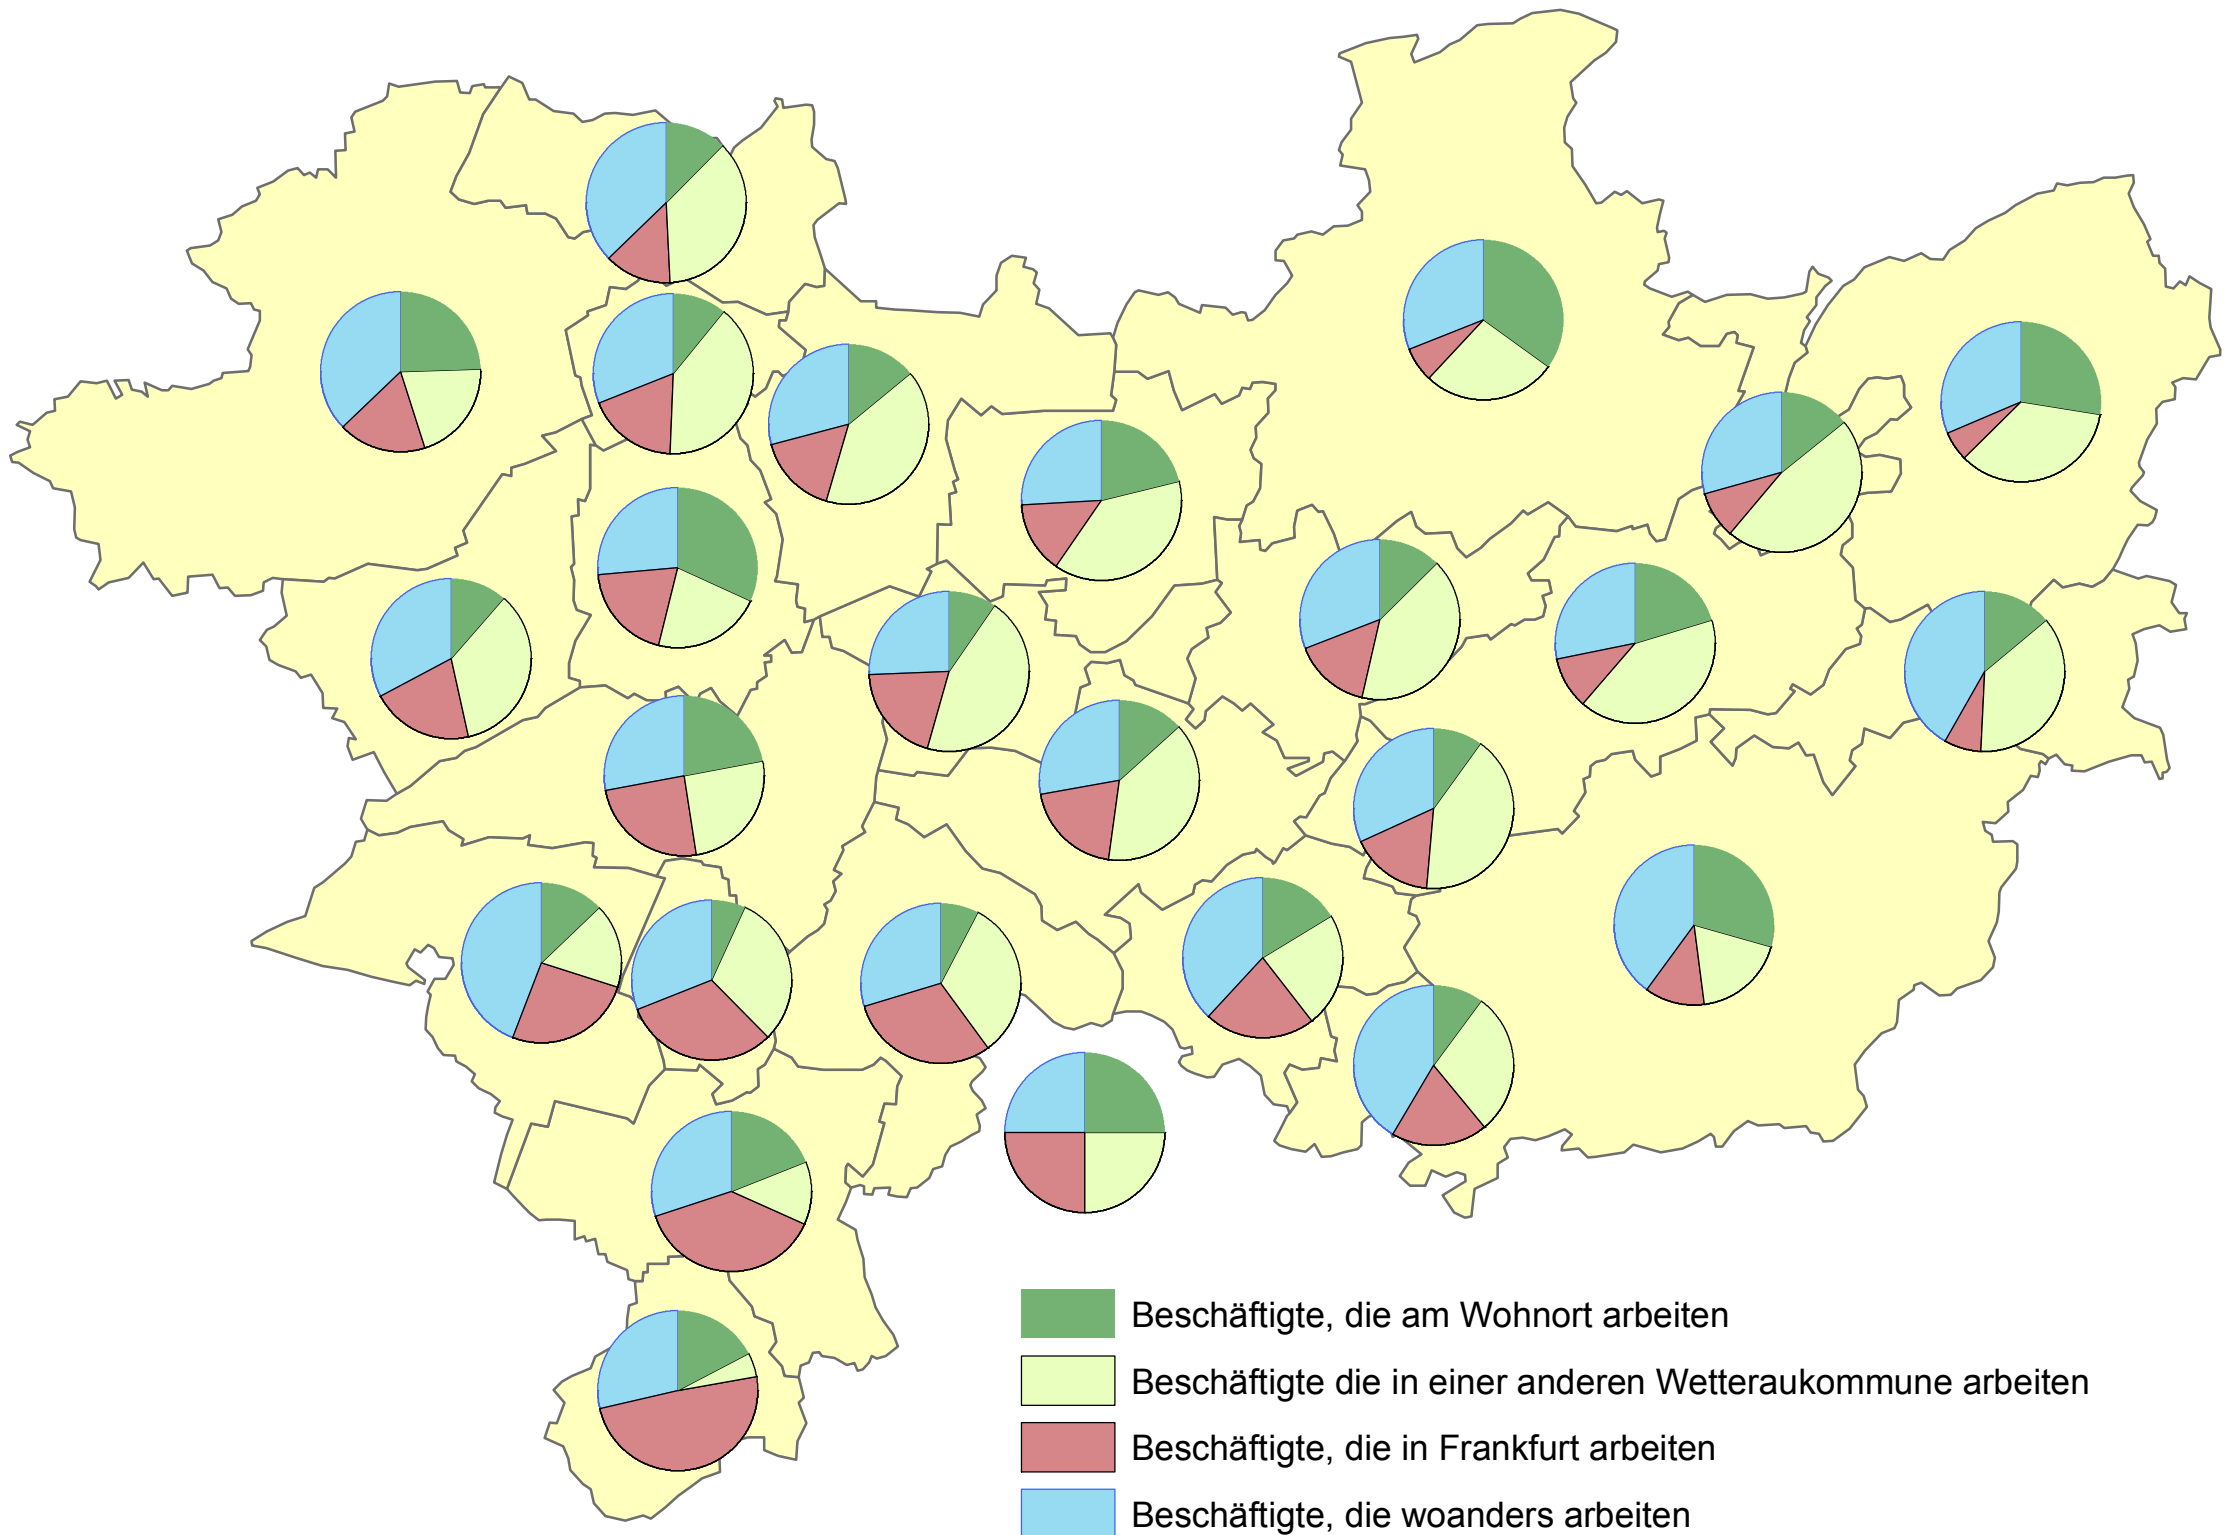 Beschäftigte, die am Wohnort arbeiten
Beschäftigte die in einer anderen Wetteraukommune arbeiten
Beschäftigte, die in Frankfurt arbeiten
Beschäftigte, die woanders arbeiten